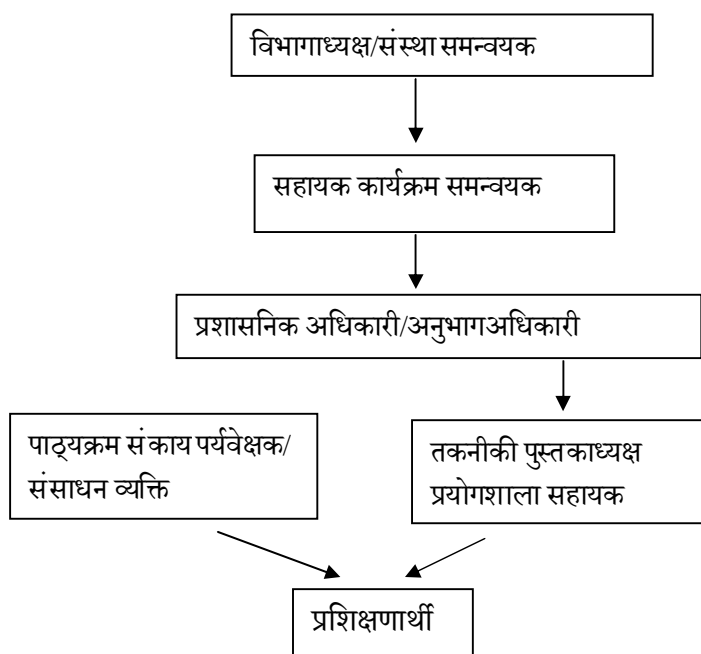 विभागाध्यक्ष/संस्था समन्वयक
सहायक कार्यक्रम समन्वयक
प्रशासनिक अधिकारी/अनुभागअधिकारी
पाठ्यक्रम संकाय पर्यवेक्षक/
संसाधन व्यक्ति
तकनीकी पुस्तकाध्यक्ष
प्रयोगशाला सहायक
प्रशिक्षणार्थी